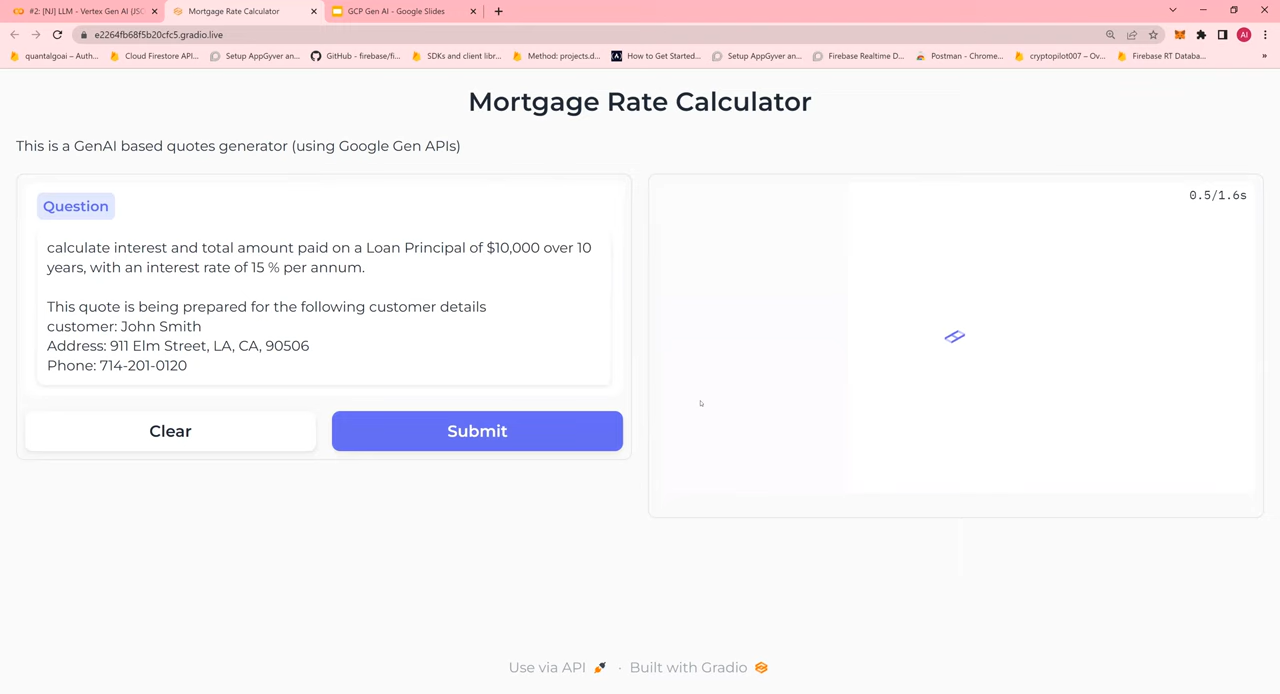 #2: [NJ] LLM - Vertex Gen AI (JSO
Mortgage Rate Calculator
GCP Gen AI - Google Slides
e2264fb68f5b20cfc5.gradio.live
AI
quantalgoai – Auth...
Cloud Firestore API...
Setup AppGyver an...
GitHub - firebase/fi...
SDKs and client libr...
Method: projects.d...
How to Get Started...
Setup AppGyver an...
Firebase Realtime D...
Postman - Chrome...
cryptopilot007 – Ov...
Firebase RT Databa...
Mortgage Rate Calculator
This is a GenAI based quotes generator (using Google Gen APIs)
Question
calculate interest and total amount paid on a Loan Principal of $10,000 over 10
years, with an interest rate of 15 % per annum.
This quote is being prepared for the following customer details
customer: John Smith
Address: 911 Elm Street, LA, CA, 90506
Phone: 714-201-0120
Clear
Submit
0.5/1.6s
Use via API
·
Built with Gradio